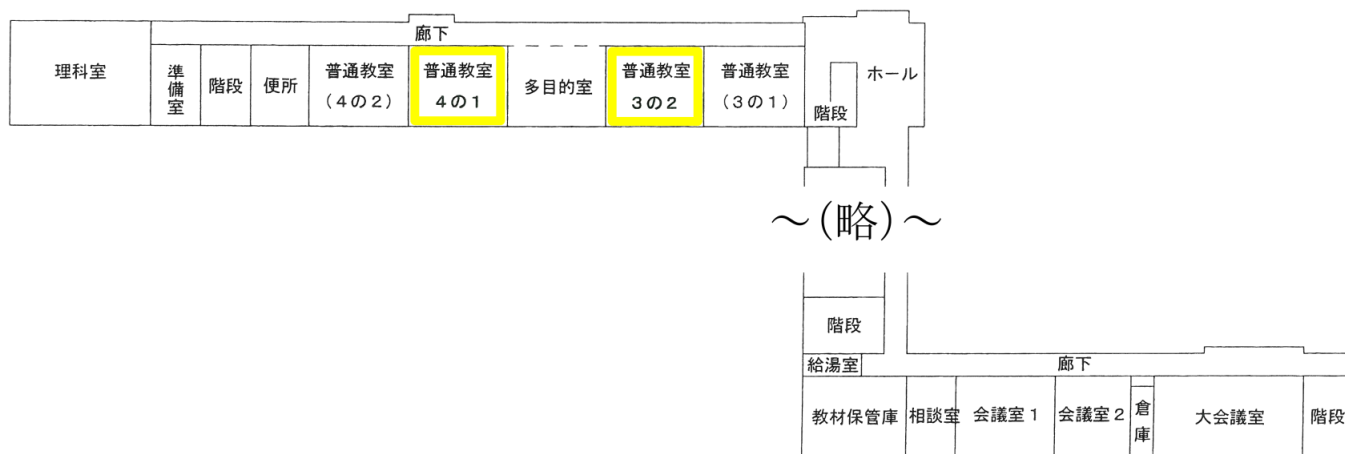 廊下
理科室
準備室
階段
便所
普通教室
(4の2)
普通教室
4の1
多目的室
普通教室
3の2
普通教室
(3の1)
階段
ホール
～(略)～
階段
給湯室
廊下
教材保管庫
相談室
会議室1
会議室2
倉庫
大会議室
階段